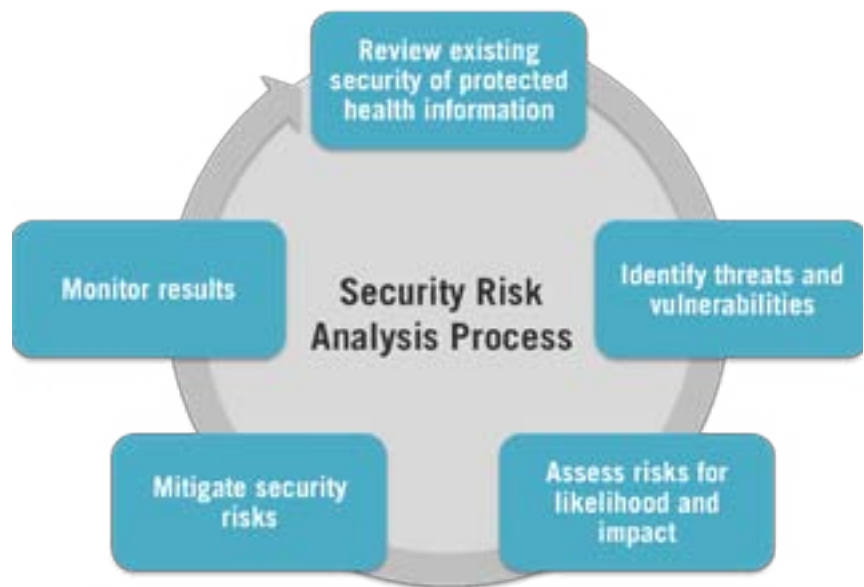 Review existing
security of protected
health information
Identify threats and
vulnerabilities
Assess risks for
likelihood and
impact
Mitigate security
risks
Monitor results
Security Risk
Analysis Process